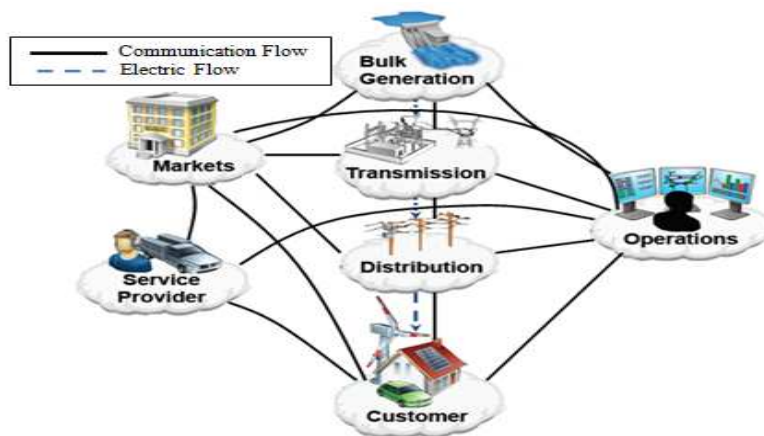 Communication Flow
Electric Flow
Bulk
Generation
Markets
Transmission
Operations
Distribution
Service
Provider
Customer